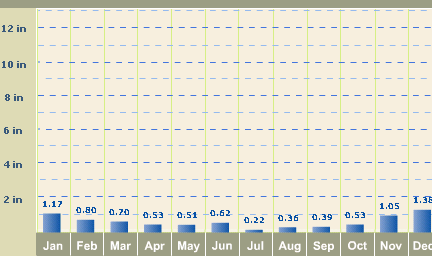 12 in
10 in
8 in
6 in
4 in
2 in
1.17 0.80 0.70 0.53 0.51 0.62 0.22 0.36 0.39 0.53 1.05 1.38
Jan Feb Mar Apr May Jun Jul Aug Sep Oct Nov Dec